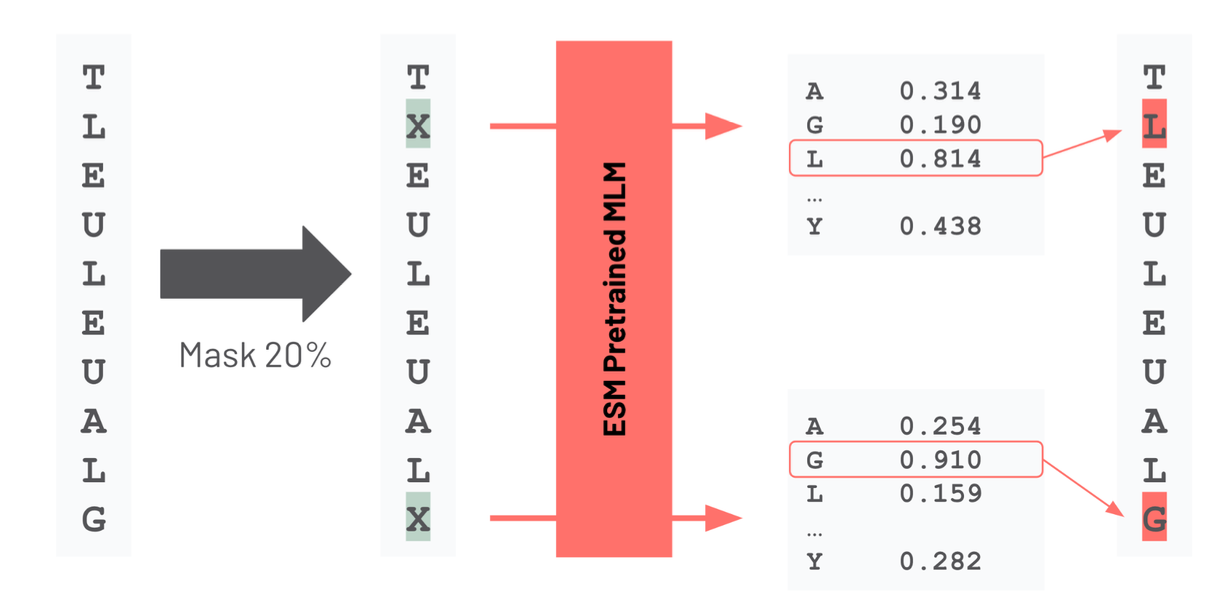 T
L
E
U
L
E
U
A
L
G
Mask 20%
T
X
E
U
L
E
U
A
L
X
ESM Pretrained MLM
A 0.314
G 0.190
L 0.814
...
Y 0.438
A 0.254
G 0.910
L 0.159
...
Y 0.282
T
L
E
U
L
E
U
A
L
G